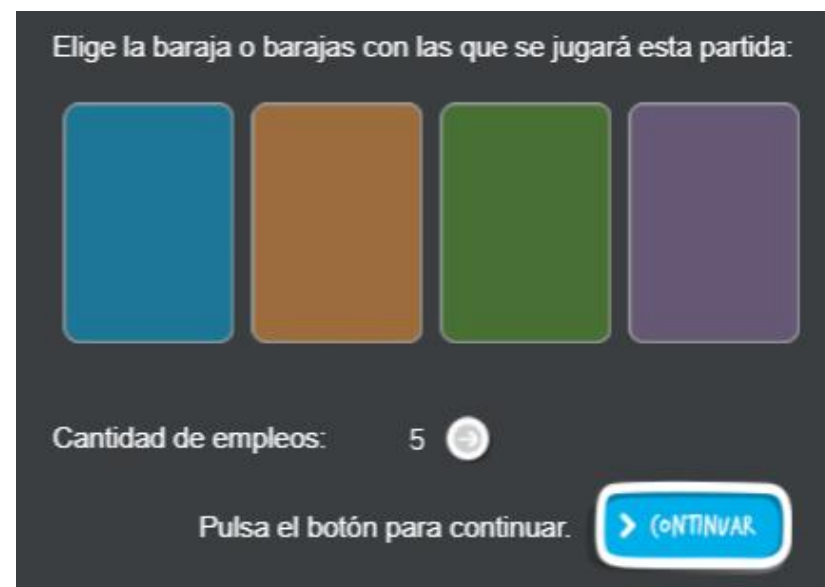 Elige la baraja o barajas con las que se jugará esta partida:
Cantidad de empleos: 5
Pulsa el botón para continuar. CONTINUAR